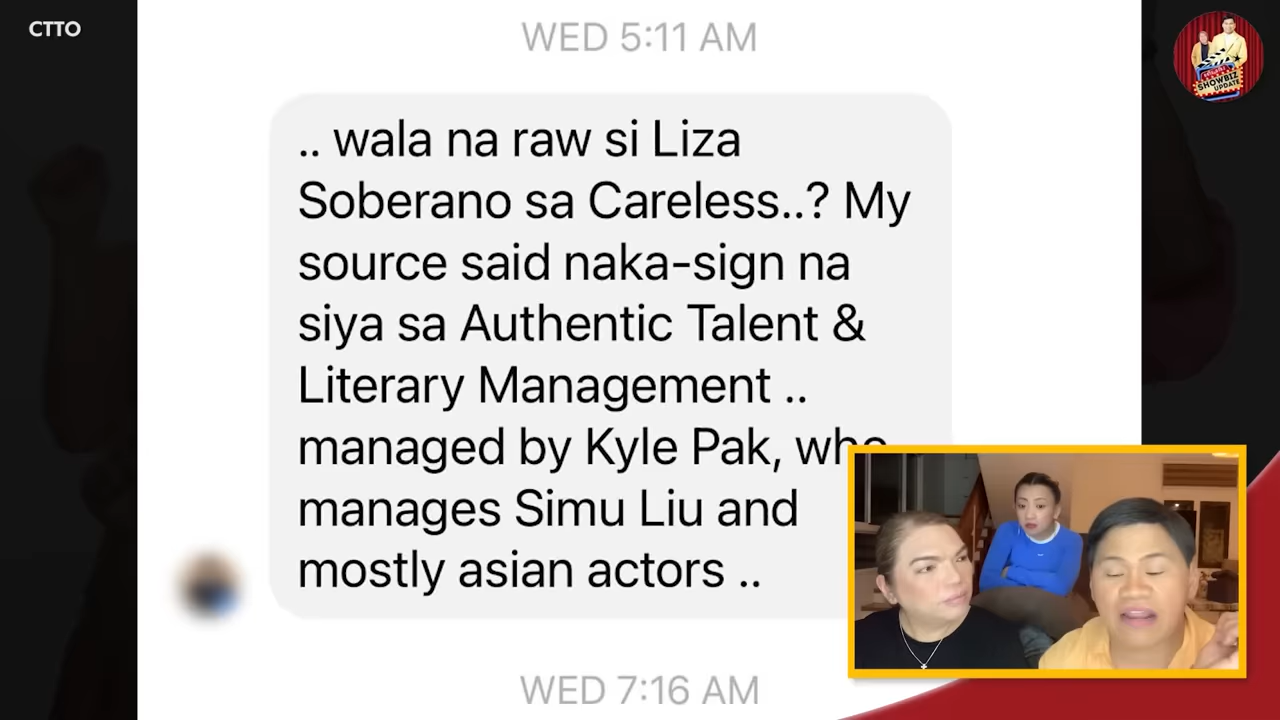 CTTO
WED 5:11 AM
.. wala na raw si Liza
Soberano sa Careless..? My
source said naka-sign na
siya sa Authentic Talent &
Literary Management ..
managed by Kyle Pak, who
manages Simu Liu and
mostly asian actors ..
WED 7:16 AM
SHOWBIZ
UPDATE